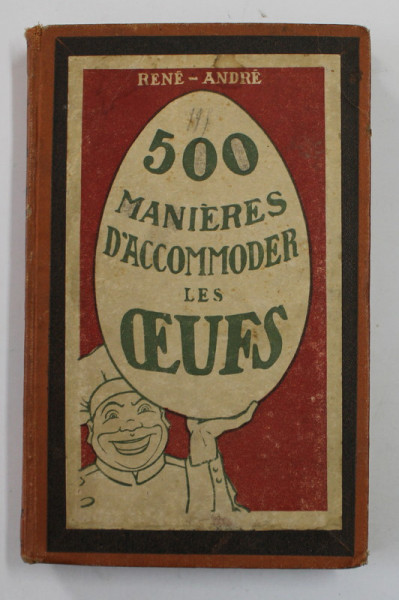 RENÉ - ANDRÉ
500
MANIÈRES
D'ACCOMMODER
LES
ŒUFS